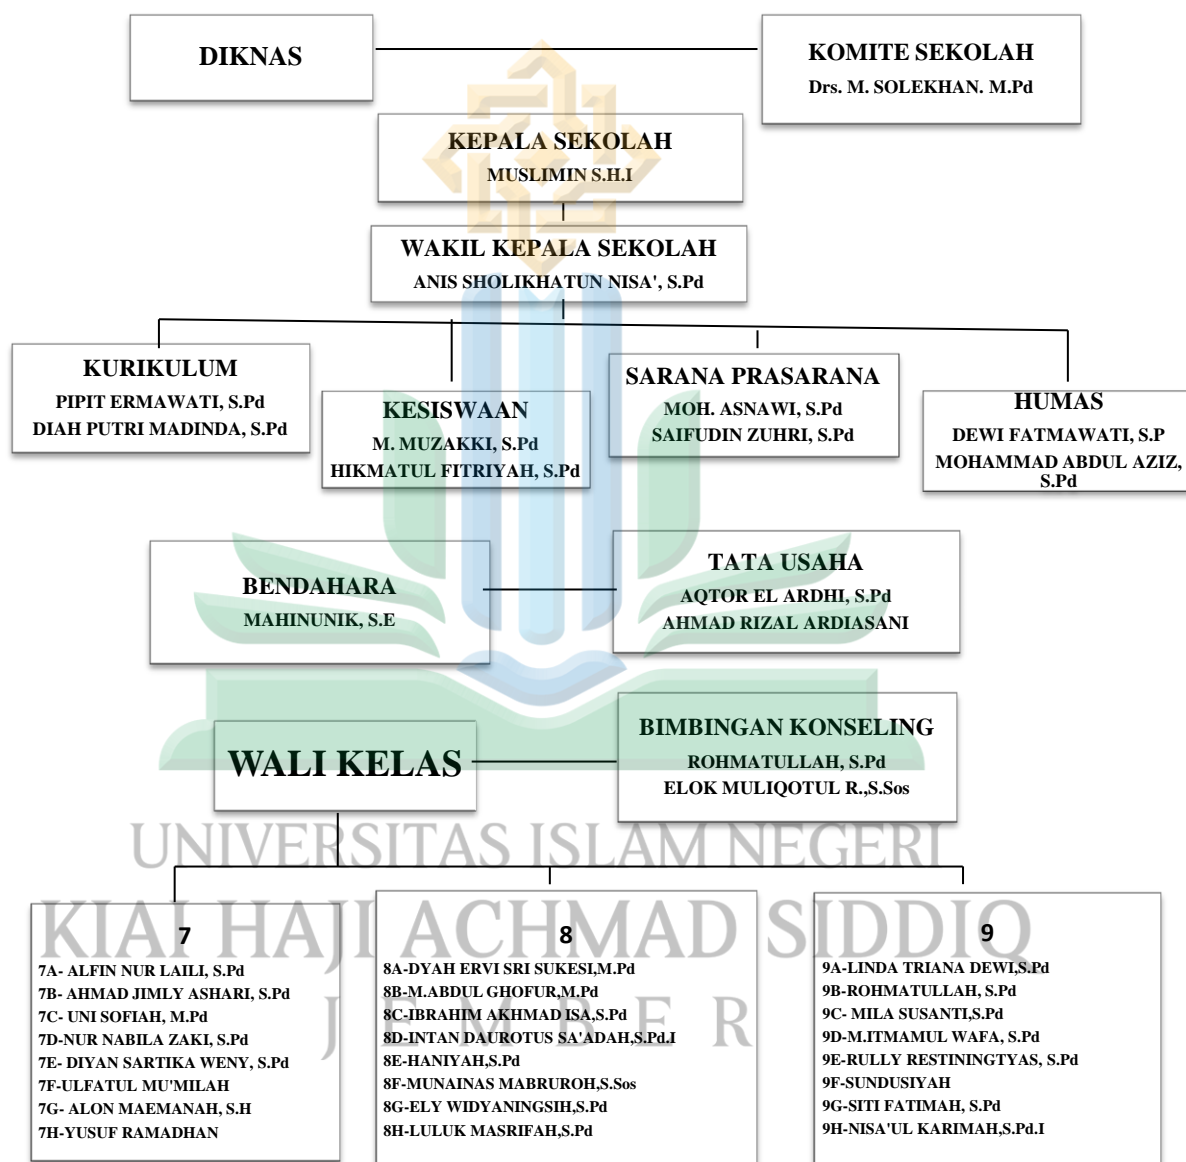 DIKNAS
KOMITE SEKOLAH
Drs. M. SOLEKHAN. M.Pd
KEPALA SEKOLAH
MUSLIMIN S.H.I
WAKIL KEPALA SEKOLAH
ANIS SHOLIKHATUN NISA', S.Pd
KURIKULUM
PIPIT ERMAWATI, S.Pd
DIAH PUTRI MADINDA, S.Pd
KESISWAAN
M. MUZAKKI, S.Pd
HIKMATUL FITRIYAH, S.Pd
SARANA PRASARANA
MOH. ASNAWI, S.Pd
SAIFUDIN ZUHRI, S.Pd
HUMAS
DEWI FATMAWATI, S.P
MOHAMMAD ABDUL AZIZ,
S.Pd
BENDAHARA
MAHINUNIK, S.E
TATA USAHA
AQTOR EL ARDHI, S.Pd
AHMAD RIZAL ARDIASANI
WALI KELAS
BIMBINGAN KONSELING
ROHMATULLAH, S.Pd
ELOK MULIQOTUL R.,S.Sos
UNIVERSITAS ISLAM NEGERI
KIAI HAJI ACHMAD SIDDIQ
JEMBER
7
7A- ALFIN NUR LAILI, S.Pd
7B- AHMAD JIMLY ASHARI, S.Pd
7C- UNI SOFIAH, M.Pd
7D-NUR NABILA ZAKI, S.Pd
7E- DIYAN SARTIKA WENY, S.Pd
7F-ULFATUL MU'MILAH
7G- ALON MAEMANAH, S.H
7H-YUSUF RAMADHAN
8
8A-DYAH ERVI SRI SUKESI,M.Pd
8B-M.ABDUL GHOFUR,M.Pd
8C-IBRAHIM AKHMAD ISA,S.Pd
8D-INTAN DAUROTUS SA'ADAH,S.Pd.I
8E-HANIYAH,S.Pd
8F-MUNAINAS MABRUROH,S.Sos
8G-ELY WIDYANINGSIH,S.Pd
8H-LULUK MASRIFAH,S.Pd
9
9A-LINDA TRIANA DEWI,S.Pd
9B-ROHMATULLAH, S.Pd
9C- MILA SUSANTI,S.Pd
9D-M.ITMAMUL WAFA, S.Pd
9E-RULLY RESTININGTYAS, S.Pd
9F-SUNDUSIYAH
9G-SITI FATIMAH, S.Pd
9H-NISA'UL KARIMAH,S.Pd.I